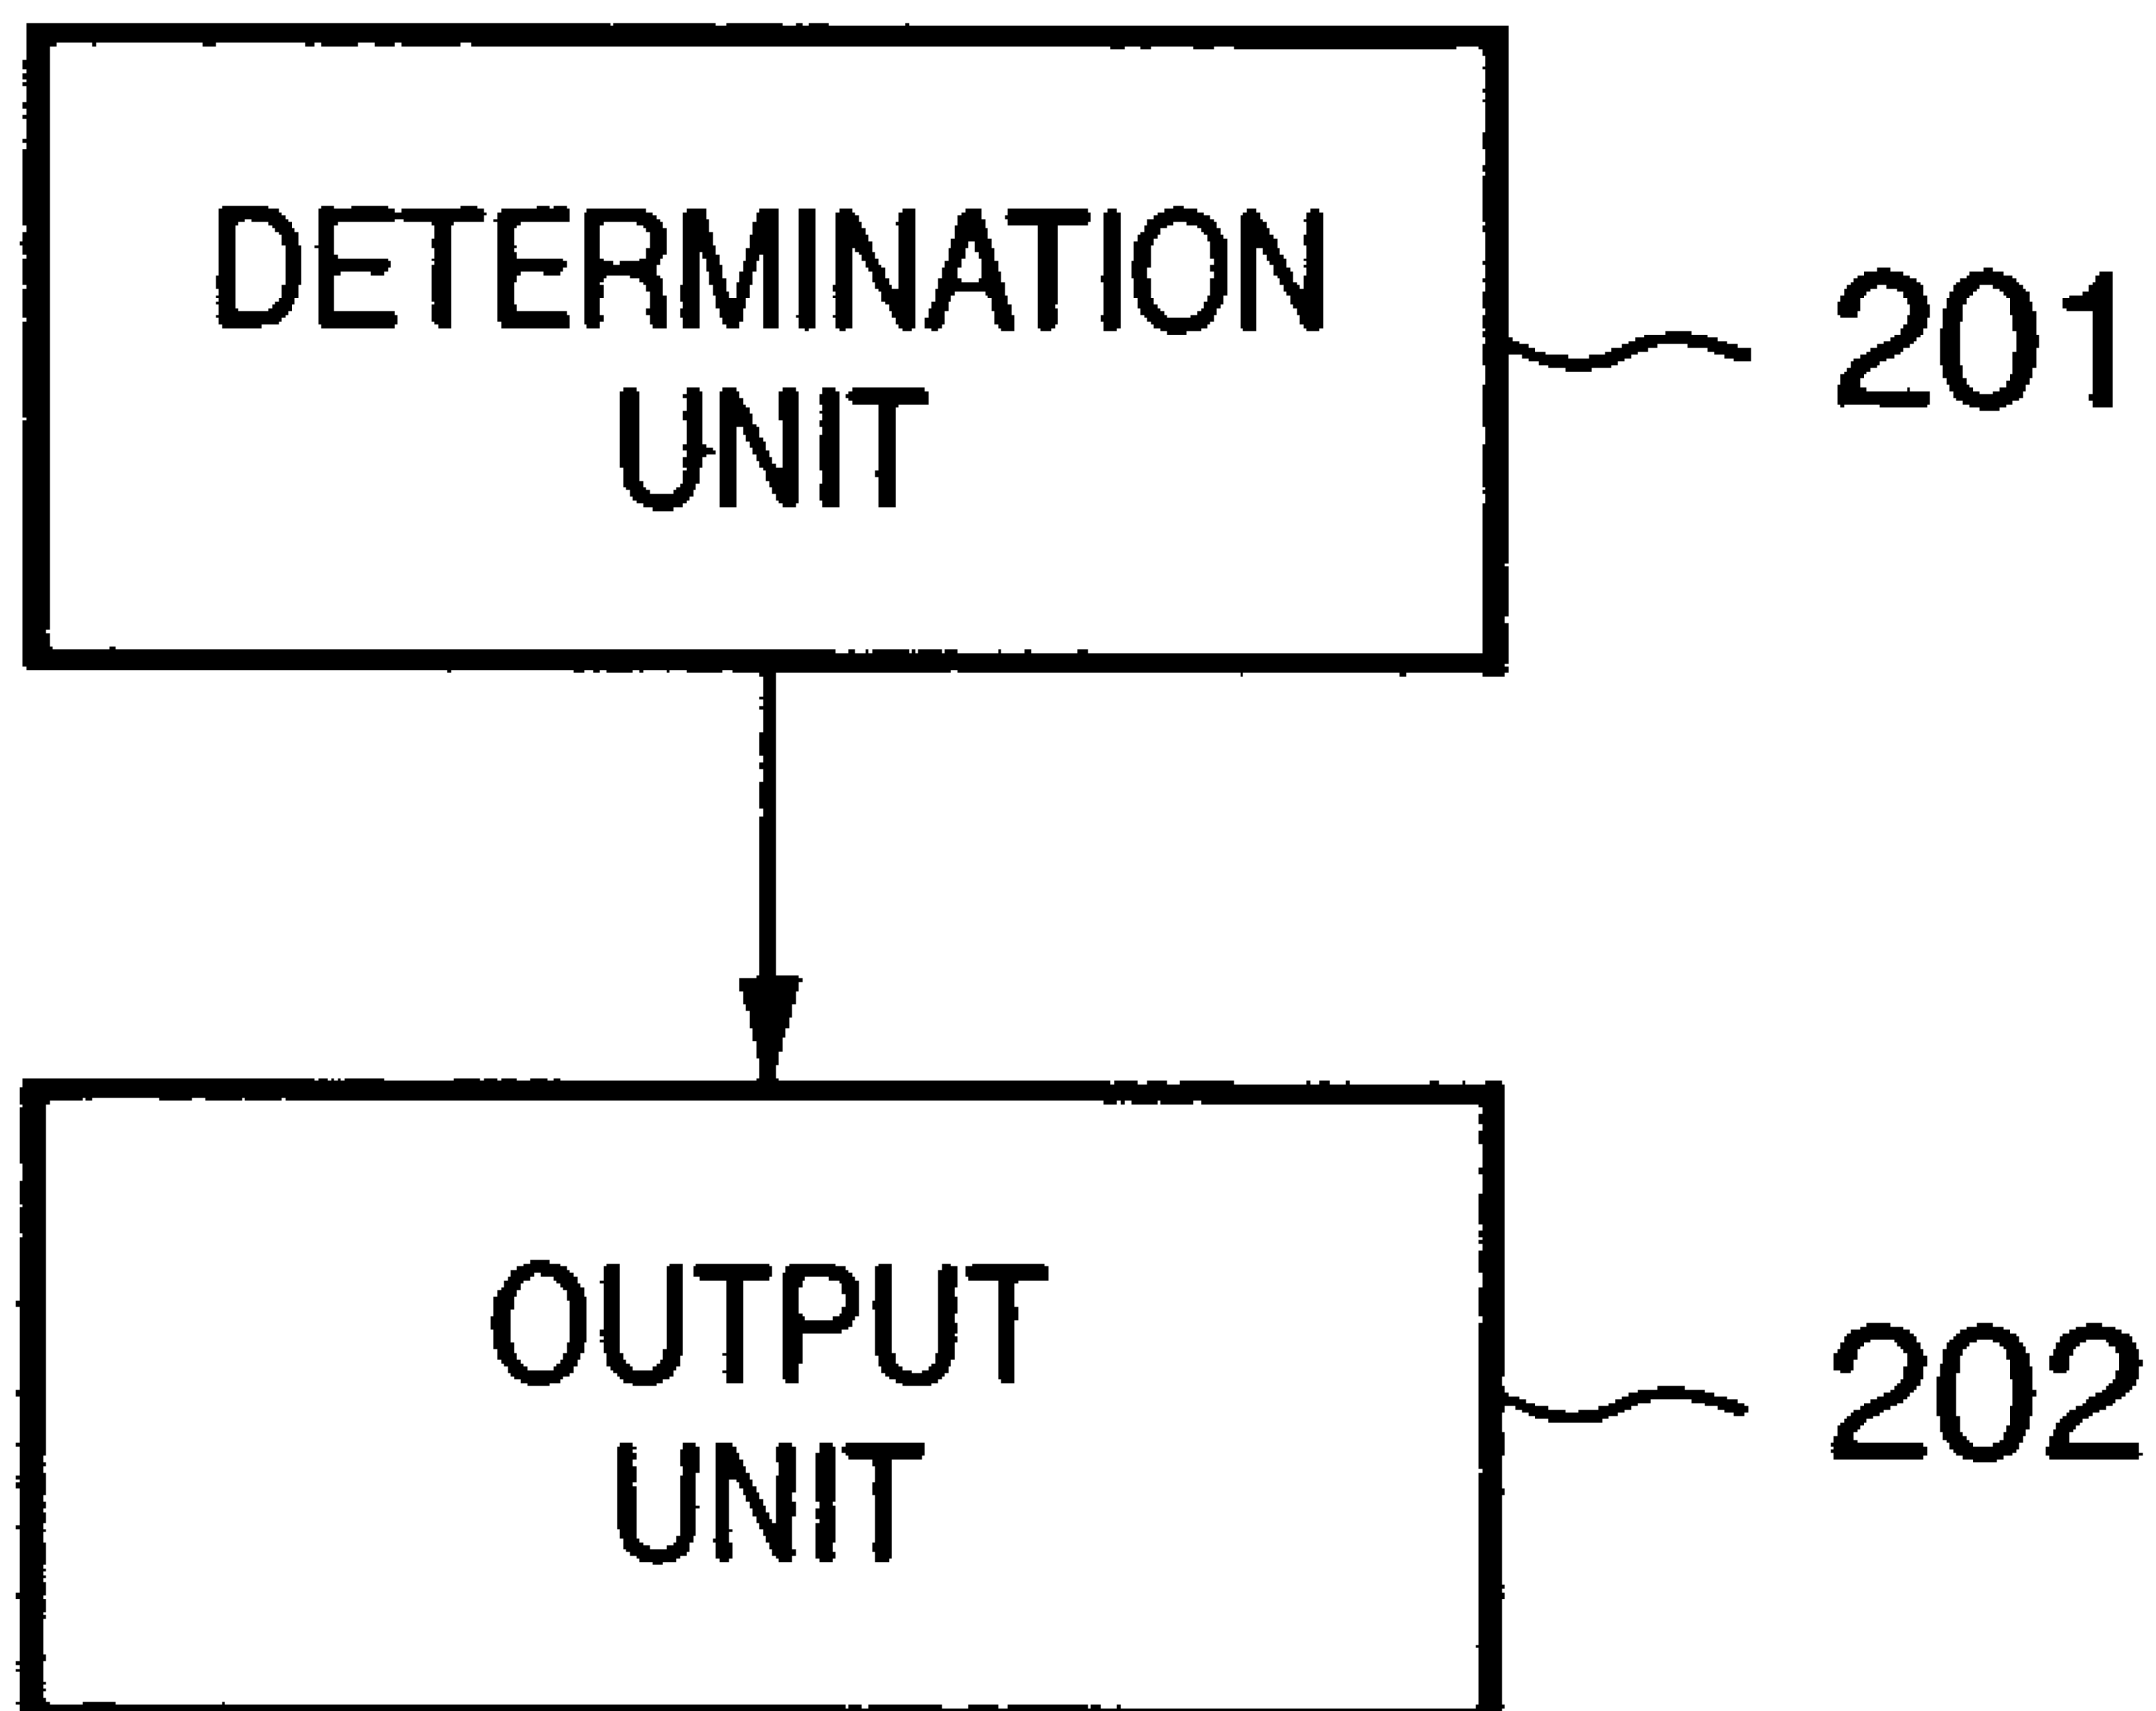 DETERMINATION
UNIT
201
OUTPUT
UNIT
202